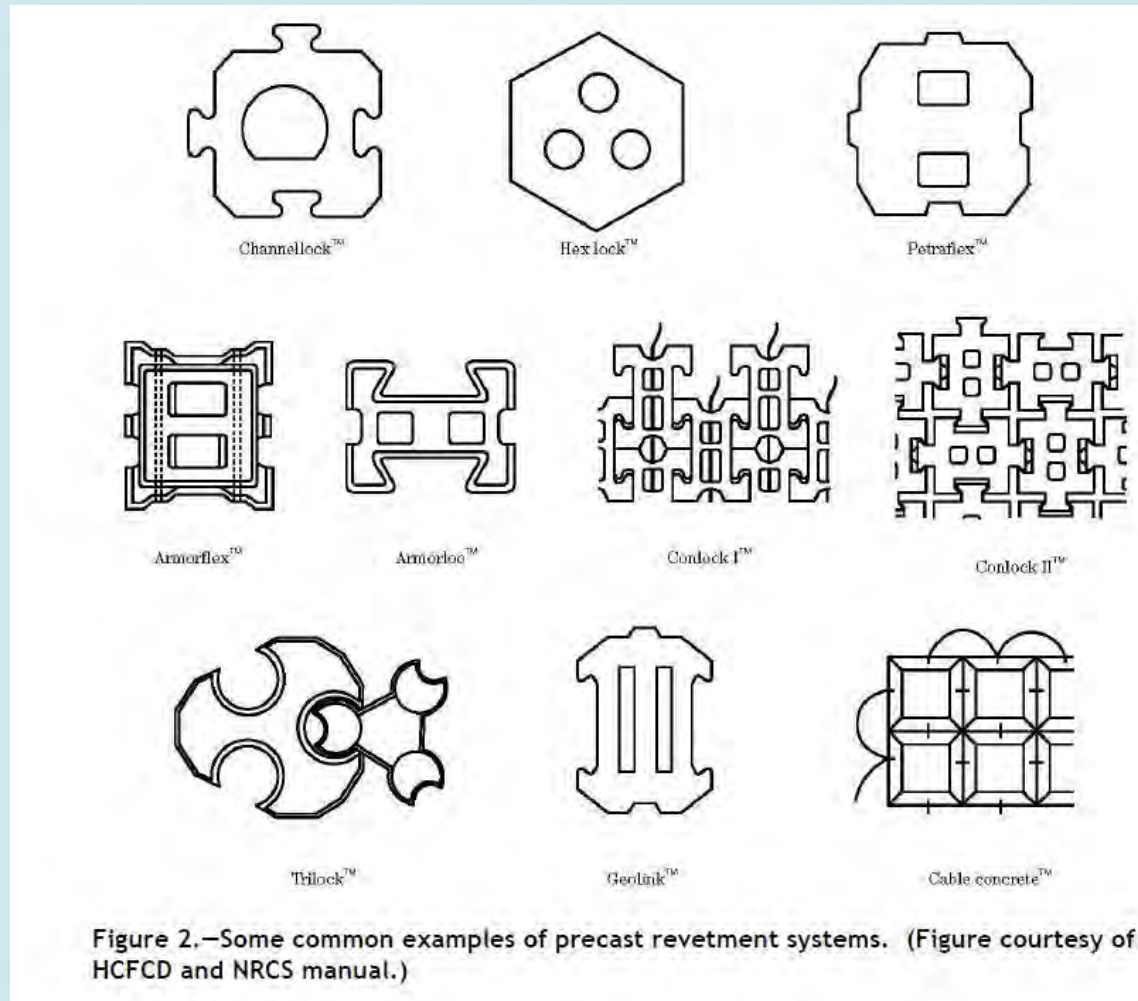 Channellock™
Hex lock™
Petraflex™
Armorflex™
Armorloc™
Conlock I™
Conlock II™
Trilock™
Geolink™
Cable concrete™
Figure 2.—Some common examples of precast revetment systems. (Figure courtesy of
HCFCD and NRCS manual.)